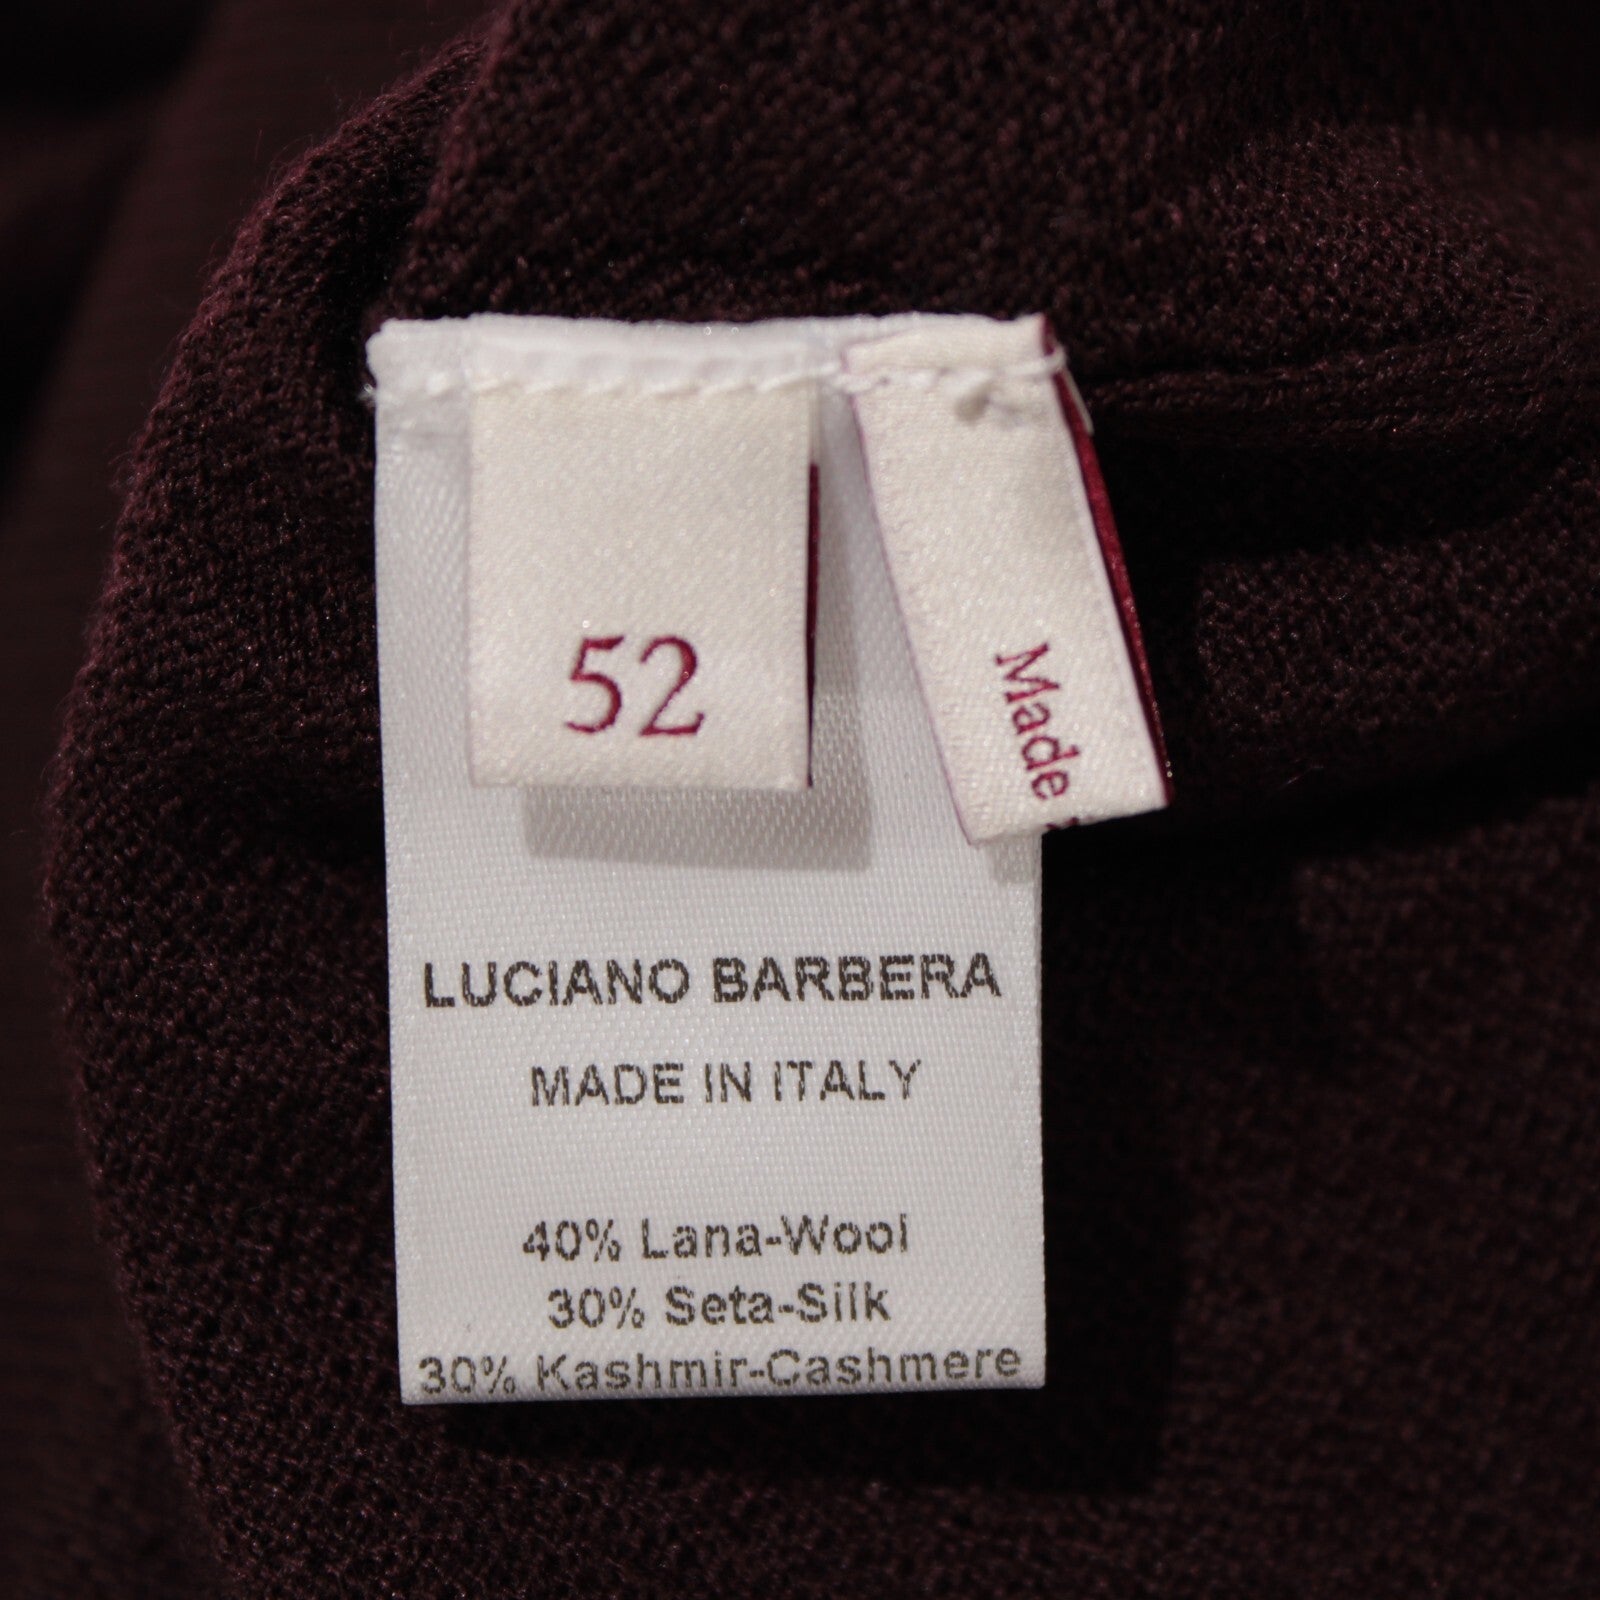 52
Made
LUCIANO BARBERA
MADE IN ITALY
40% Lana-Wool
30% Seta-Silk
30% Kashmir-Cashmere